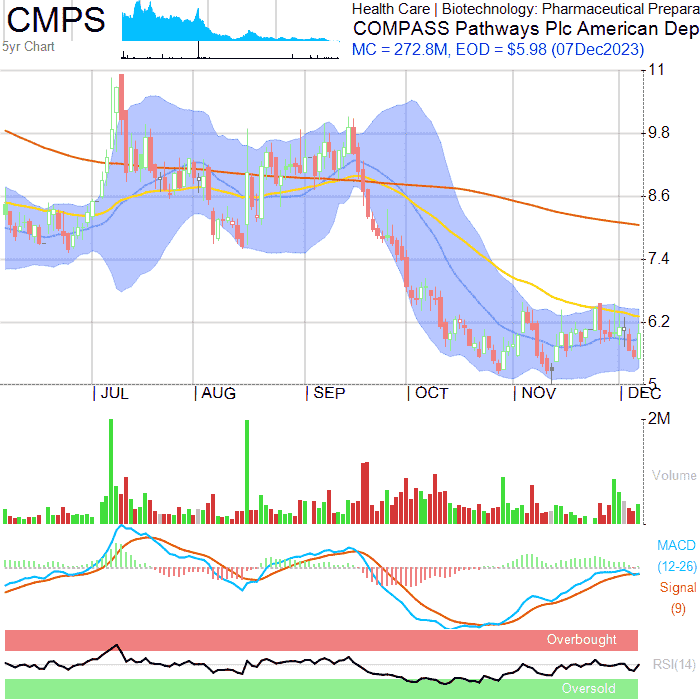 CMPS
5yr Chart
Health Care | Biotechnology: Pharmaceutical Prepara
COMPASS Pathways Plc American Dep
MC = 272.8M, EOD = $5.98 (07Dec2023)
11
9.8
8.6
7.4
6.2
5
JUL AUG SEP OCT NOV DEC
2M
Volume
MACD
(12-26)
Signal
(9)
Overbought
RSI(14)
Oversold